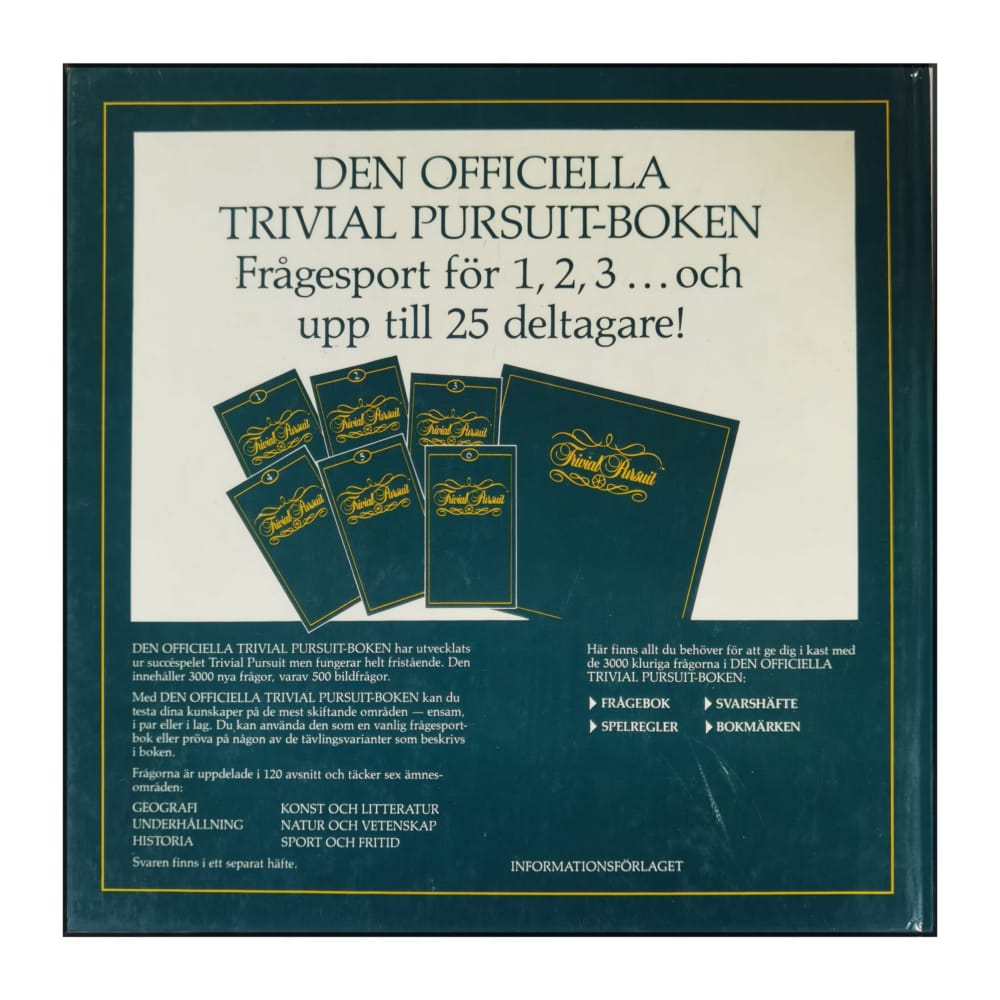 DEN OFFICIELLA
TRIVIAL PURSUIT-BOKEN
Frågesport för 1, 2, 3 ... och
upp till 25 deltagare!
1
Trivial Pursuit
2
Trivial Pursuit
3
Trivial Pursuit
4
Trivial Pursuit
5
Trivial Pursuit
6
Trivial Pursuit
Trivial Pursuit
DEN OFFICIELLA TRIVIAL PURSUIT-BOKEN har utvecklats
ur succéspelet Trivial Pursuit men fungerar helt fristående. Den
innehåller 3000 nya frågor, varav 500 bildfrågor.
Med DEN OFFICIELLA TRIVIAL PURSUIT-BOKEN kan du
testa dina kunskaper på de mest skiftande områden — ensam,
i par eller i lag. Du kan använda den som en vanlig frågesport-
bok eller pröva på någon av de tävlingsvarianter som beskrivs
i boken.
Frågorna är uppdelade i 120 avsnitt och täcker sex ämnes-
områden:
GEOGRAFI KONST OCH LITTERATUR
UNDERHÅLLNING NATUR OCH VETENSKAP
HISTORIA SPORT OCH FRITID
Svaren finns i ett separat häfte.
Här finns allt du behöver för att ge dig i kast med
de 3000 kluriga frågorna i DEN OFFICIELLA
TRIVIAL PURSUIT-BOKEN:
FRÅGEBOK SVARSHÄFTE
SPELREGLER BOKMÄRKEN
INFORMATIONSFÖRLAGET